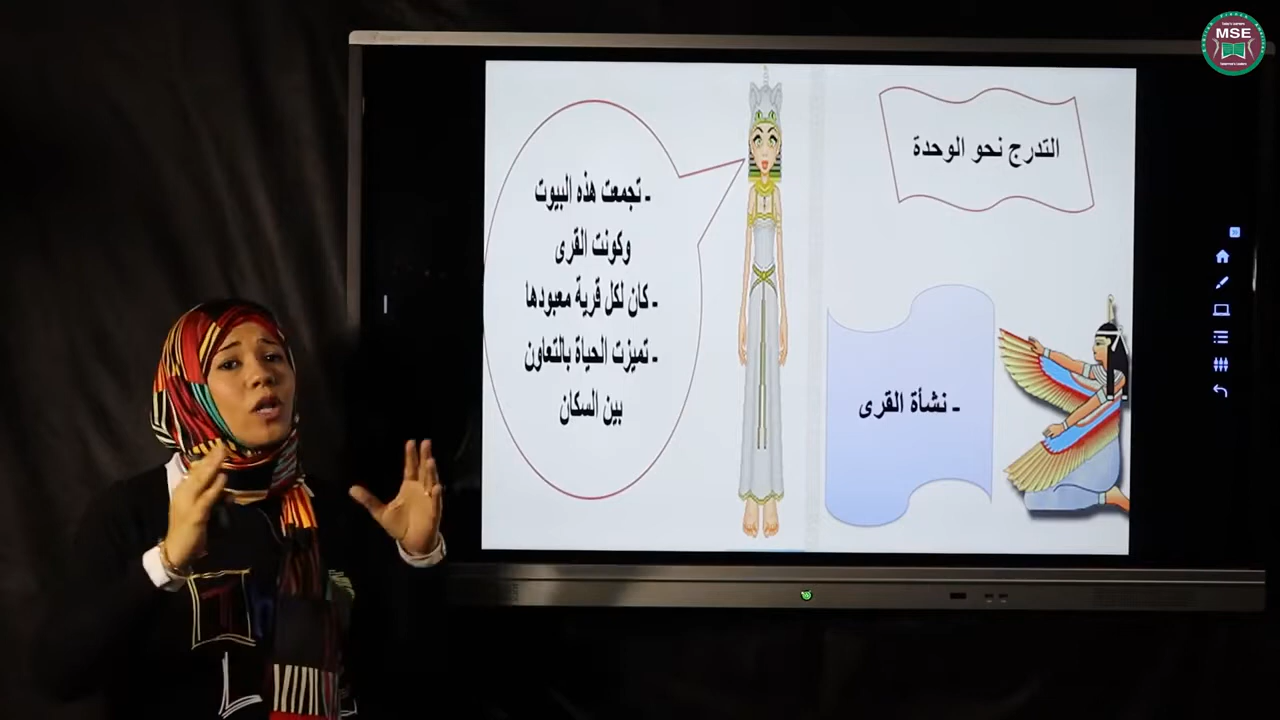 MSE
التدرج نحو الوحدة
- نشأة القرى
- تجمعت هذه البيوت
وكونت القرى
- كان لكل قرية معبودها
- تميزت الحياة بالتعاون
بين السكان